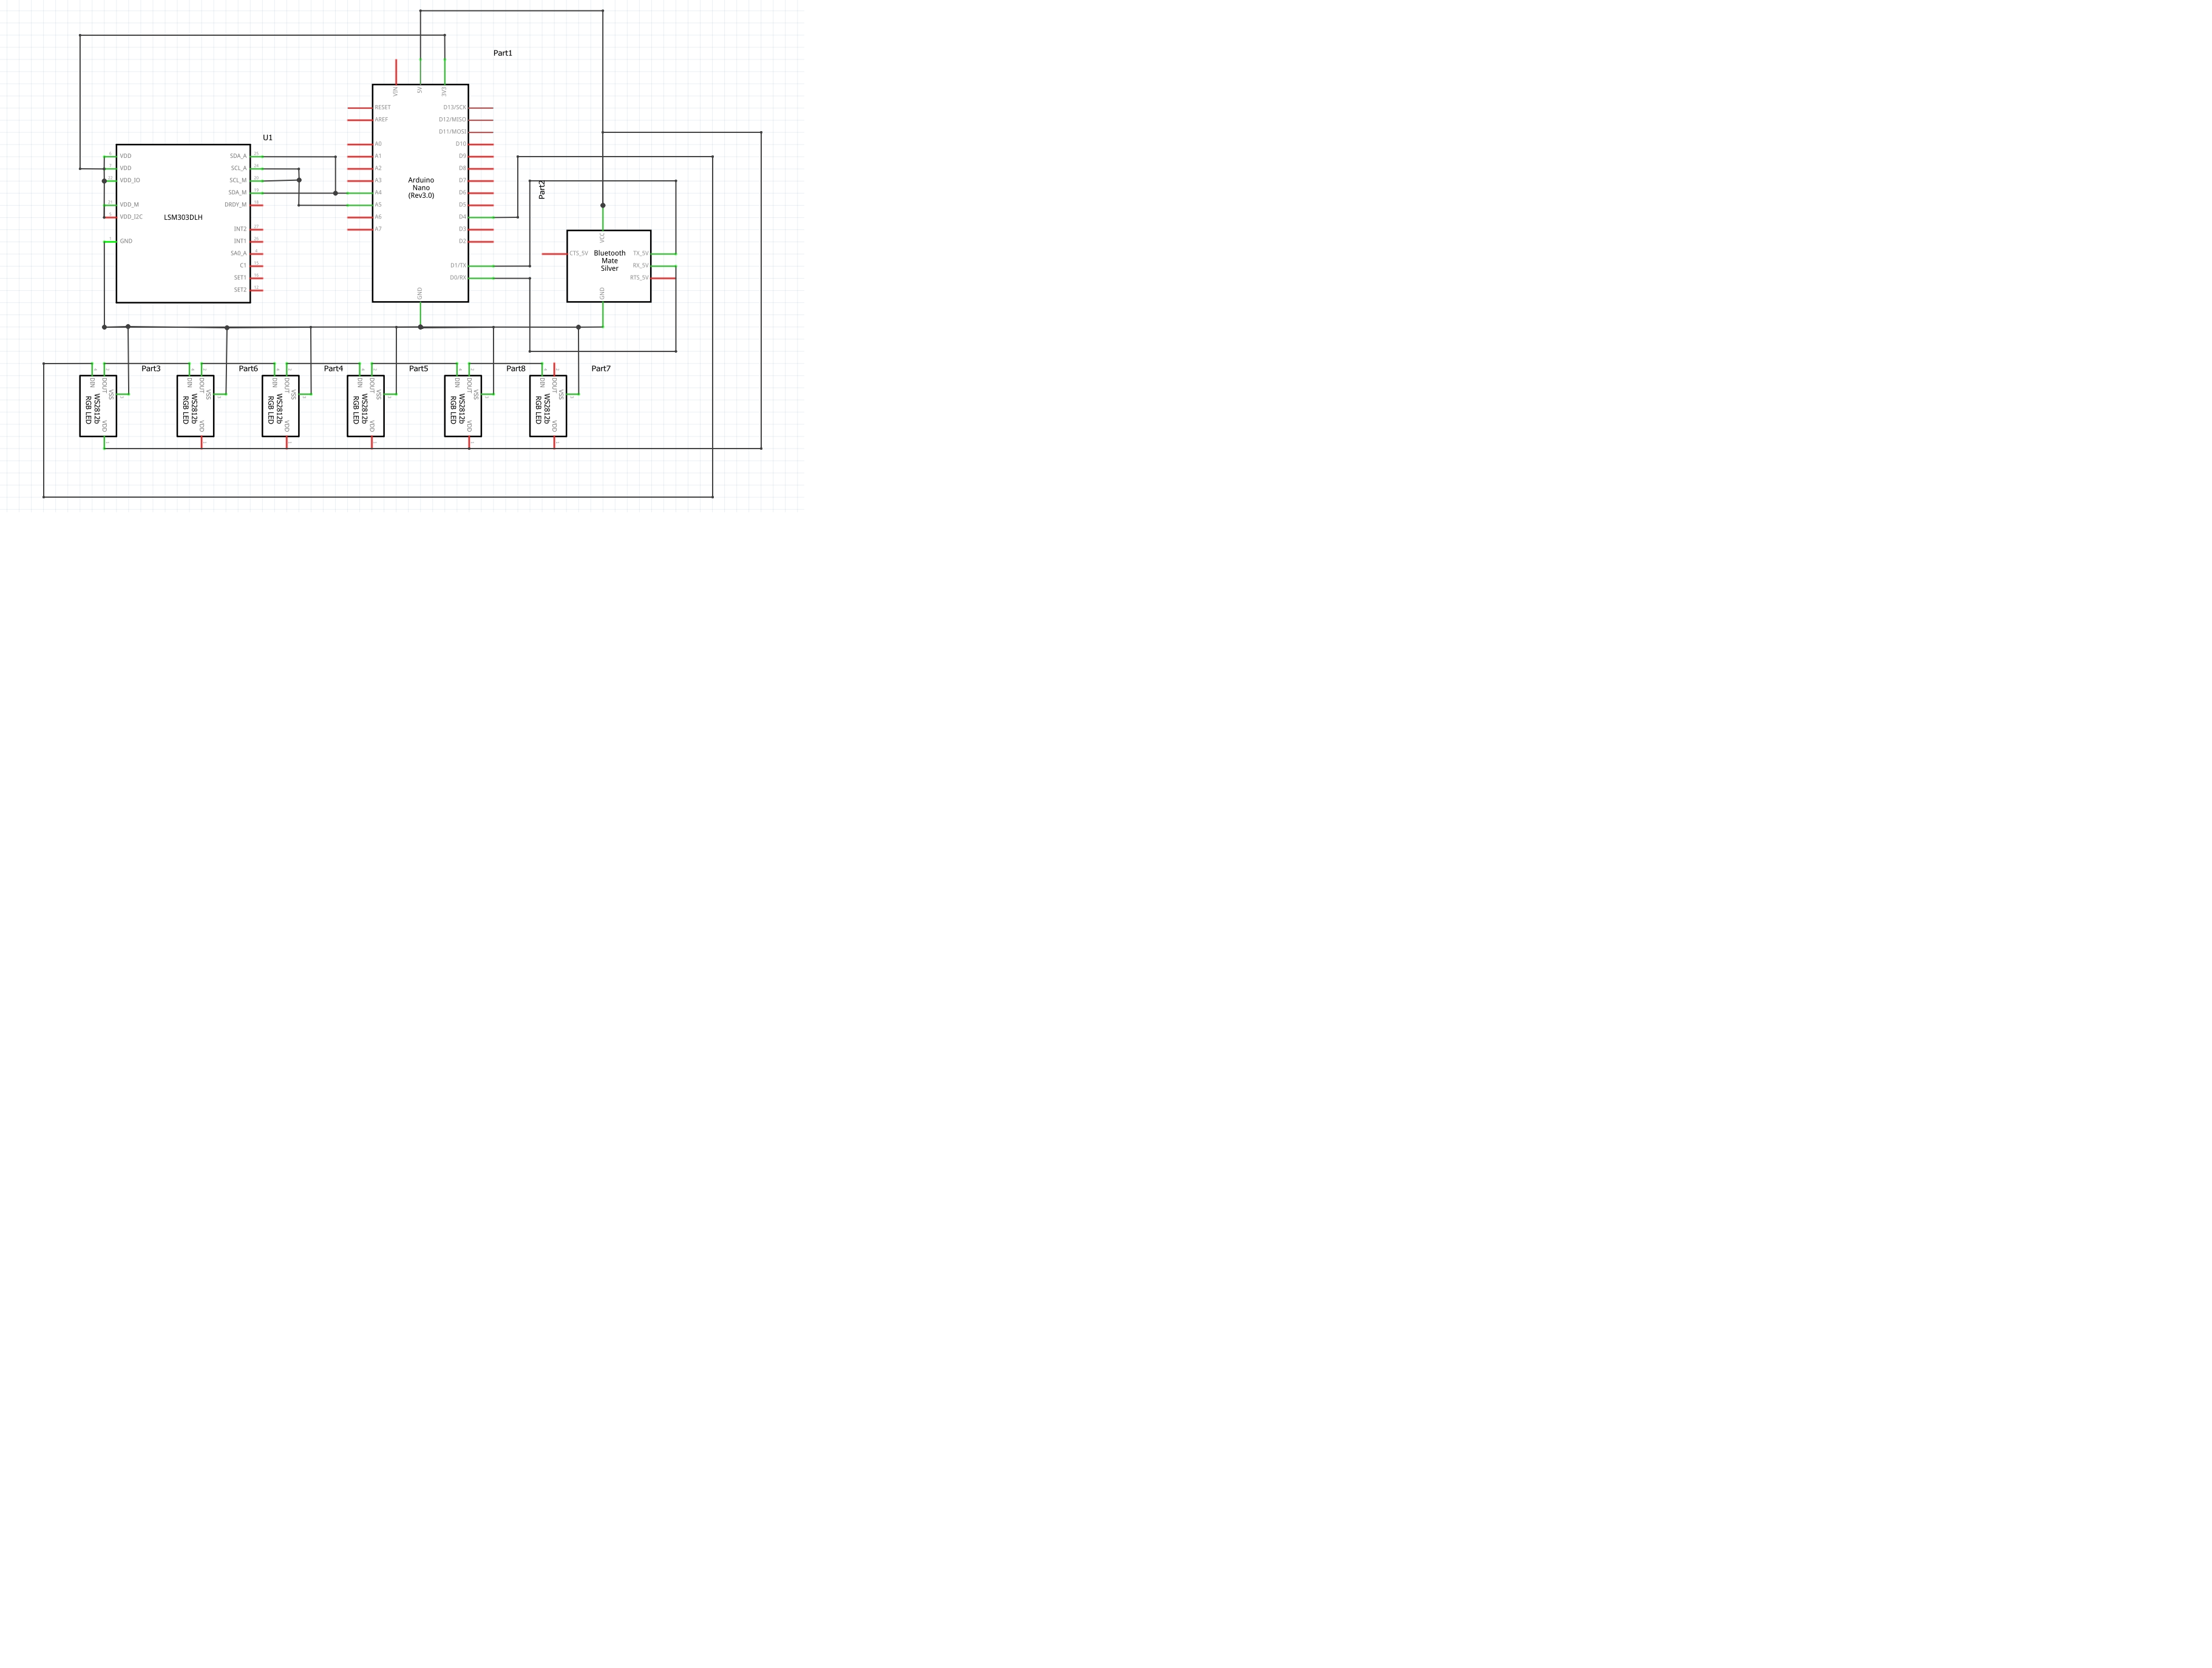 Part1
VIN
5V
3V3
RESET
AREF
A0
A1
A2
A3
A4
A5
A6
A7
Arduino
Nano
(Rev3.0)
D13/SCK
D12/MISO
D11/MOSI
D10
D9
D8
D7
D6
D5
D4
D3
D2
D1/TX
D0/RX
GND
U1
VDD
VDD
VDD_IO
VDD_M
VDD_I2C
GND
LSM303DLH
SDA_A
SCL_A
SCL_M
SDA_M
DRDY_M
INT2
INT1
SA0_A
C1
SET1
SET2
Part2
VCC
CTS_5V
Bluetooth
Mate
Silver
TX_5V
RX_5V
RTS_5V
GND
Part3
DIN
DOUT
VSS
WS2812b
RGB LED
VDD
Part6
DIN
DOUT
VSS
WS2812b
RGB LED
VDD
Part4
DIN
DOUT
VSS
WS2812b
RGB LED
VDD
Part5
DIN
DOUT
VSS
WS2812b
RGB LED
VDD
Part8
DIN
DOUT
VSS
WS2812b
RGB LED
VDD
Part7
DIN
DOUT
VSS
WS2812b
RGB LED
VDD